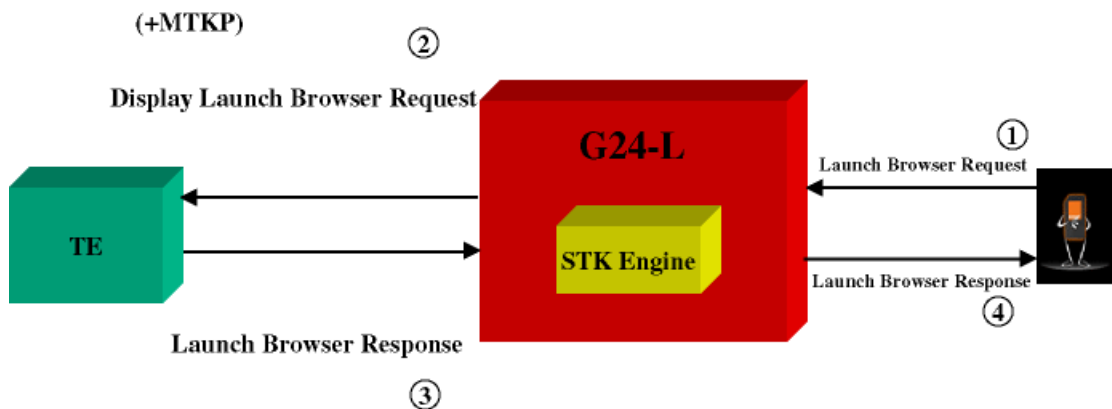 (+MTKP)
②
Display Launch Browser Request
G24-L
①
Launch Browser Request
TE
STK Engine
Launch Browser Response
④
Launch Browser Response
③